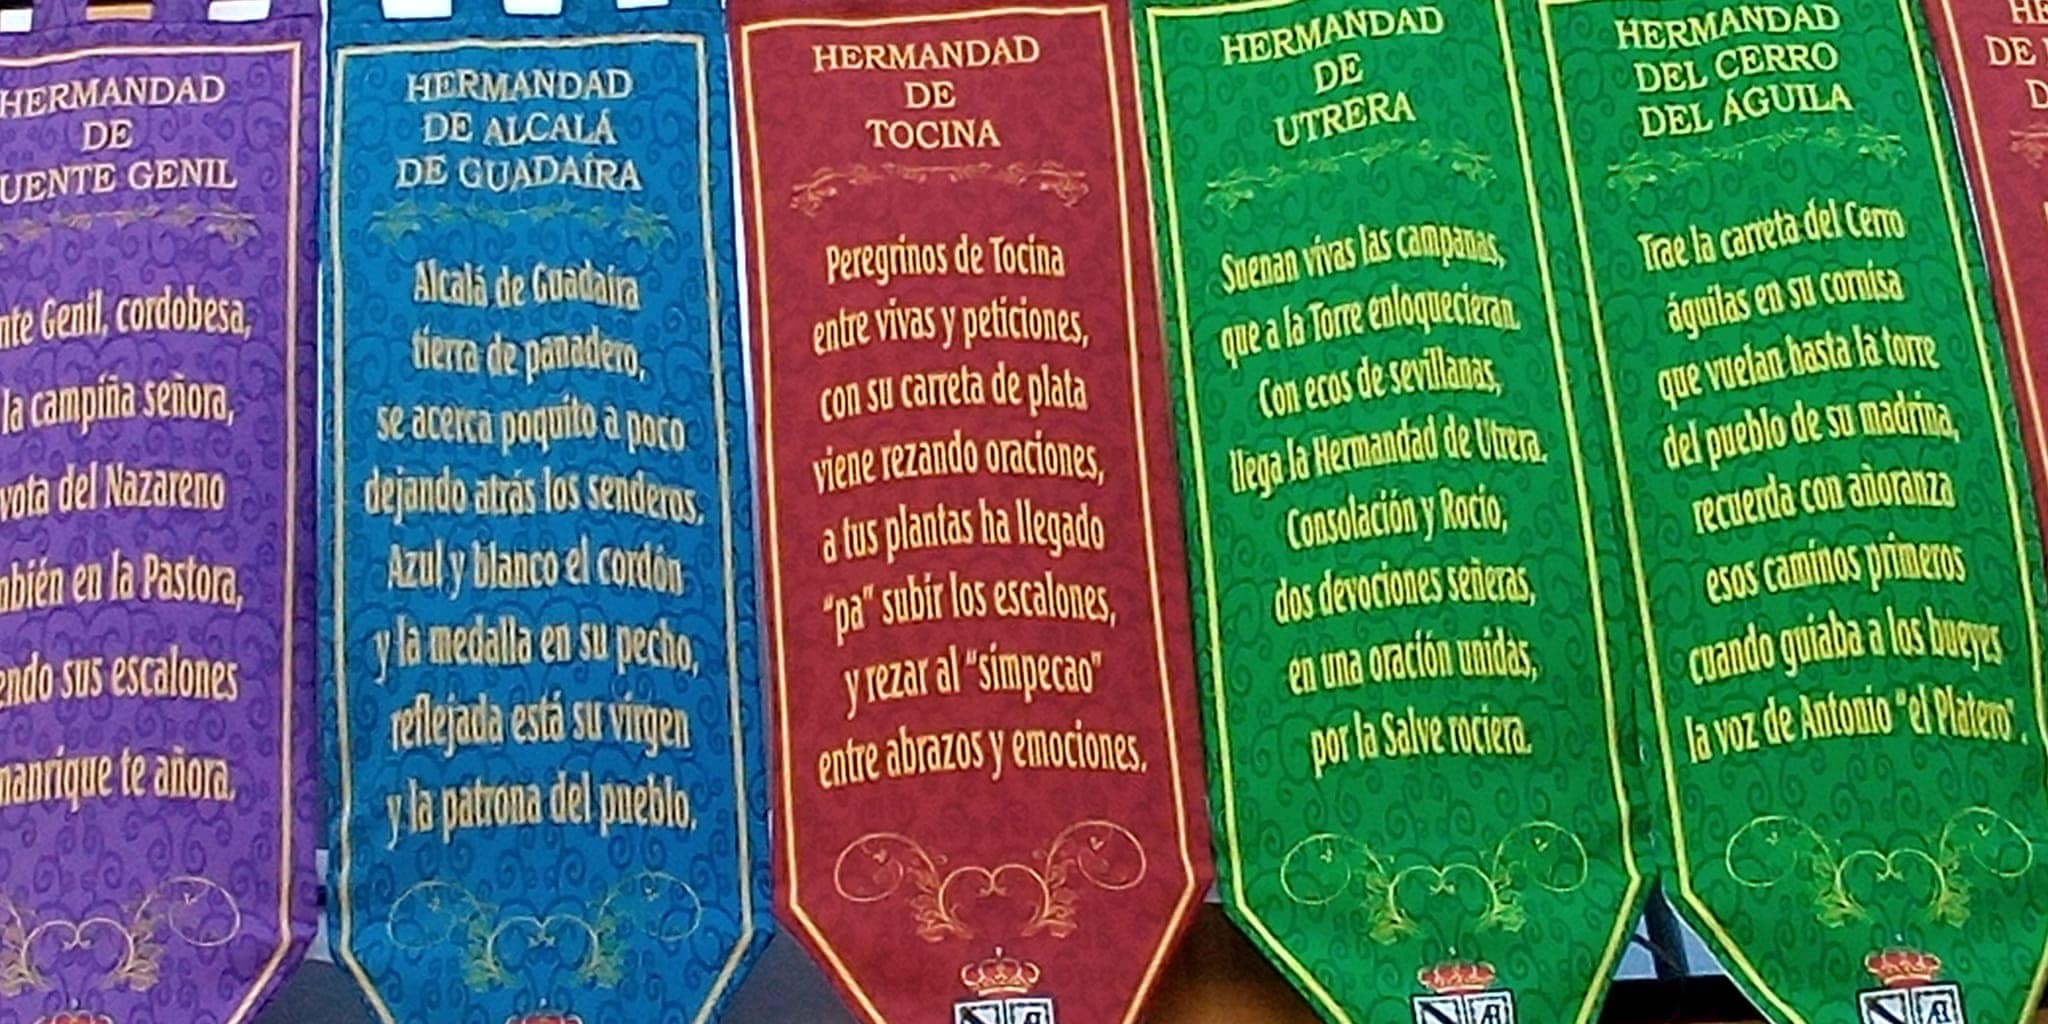 HERMANDAD
DE
UENTE GENIL
nte Genil, cordobesa,
la campiña señora,
vota del Nazareno
mbién en la Pastora,
endo sus escalones
manrique te añora.
HERMANDAD
DE ALCALÁ
DE GUADAÍRA
Alcalá de Guadaíra
tierra de panadero,
se acerca poquito a poco
dejando atrás los senderos.
Azul y blanco el cordón
y la medalla en su pecho,
reflejada está su virgen
y la patrona del pueblo.
HERMANDAD
DE
TOCINA
Peregrinos de Tocina
entre vivas y peticiones,
con su carreta de plata
viene rezando oraciones,
a tus plantas ha llegado
"pa" subir los escalones,
y rezar al "simpecao"
entre abrazos y emociones.
HERMANDAD
DE
UTRERA
Suenan vivas las campanas,
que a la Torre enloquecieran.
Con ecos de sevillanas,
llega la Hermandad de Utrera.
Consolación y Rocio,
dos devociones señeras,
en una oración unidas,
por la Salve rociera.
HERMANDAD
DEL CERRO
DEL ÁGUILA
Trae la carreta del Cerro
águilas en su cornisa
que vuelan hasta la torre
del pueblo de su madrina,
recuerda con añoranza
esos caminos primeros
cuando guiaba a los bueyes
la voz de Antonio "el Platero".
HE
DE
D